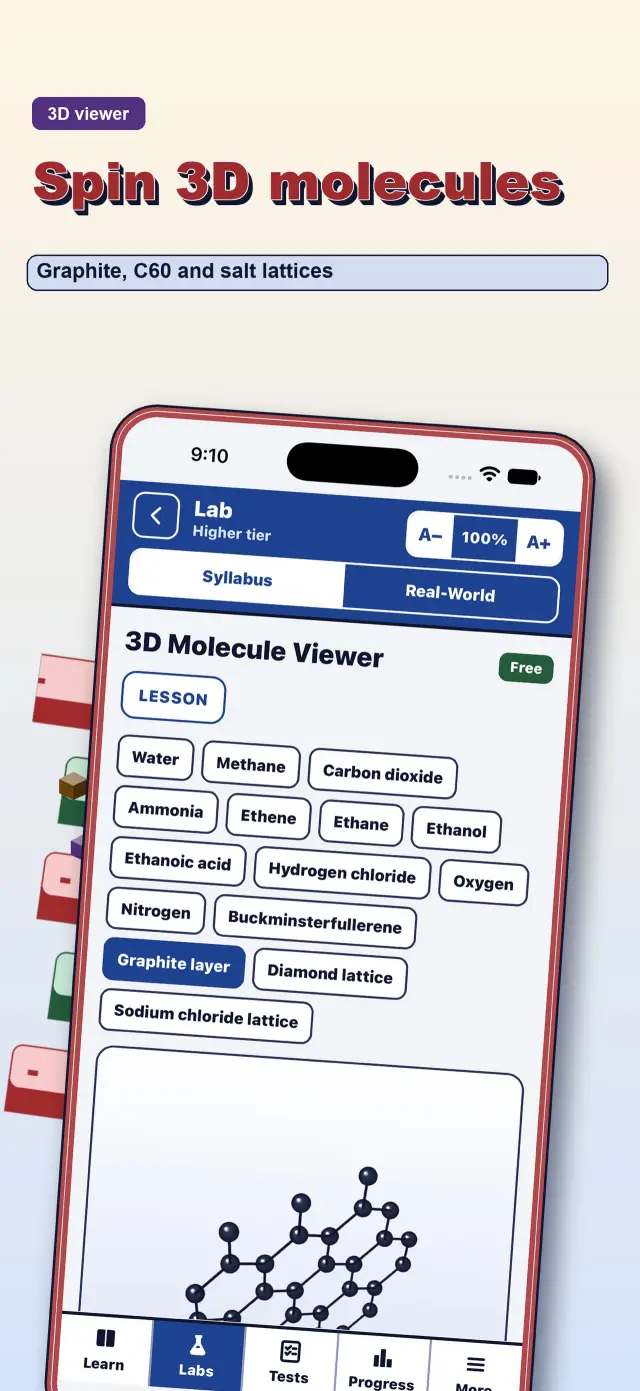 3D viewer
Spin 3D molecules
Graphite, C60 and salt lattices
9:10
Lab
Higher tier
A− 100% A+
Syllabus Real-World
3D Molecule Viewer
Free
LESSON
Water Methane Carbon dioxide
Ammonia Ethene Ethane Ethanol
Ethanoic acid Hydrogen chloride Oxygen
Nitrogen Buckminsterfullerene
Graphite layer Diamond lattice
Sodium chloride lattice
Learn Labs Tests Progress More